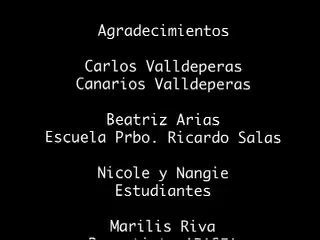 Agradecimientos
Carlos Valldeperas
Canarios Valldeperas
Beatriz Arias
Escuela Prbo. Ricardo Salas
Nicole y Nangie
Estudiantes
Marilis Riva